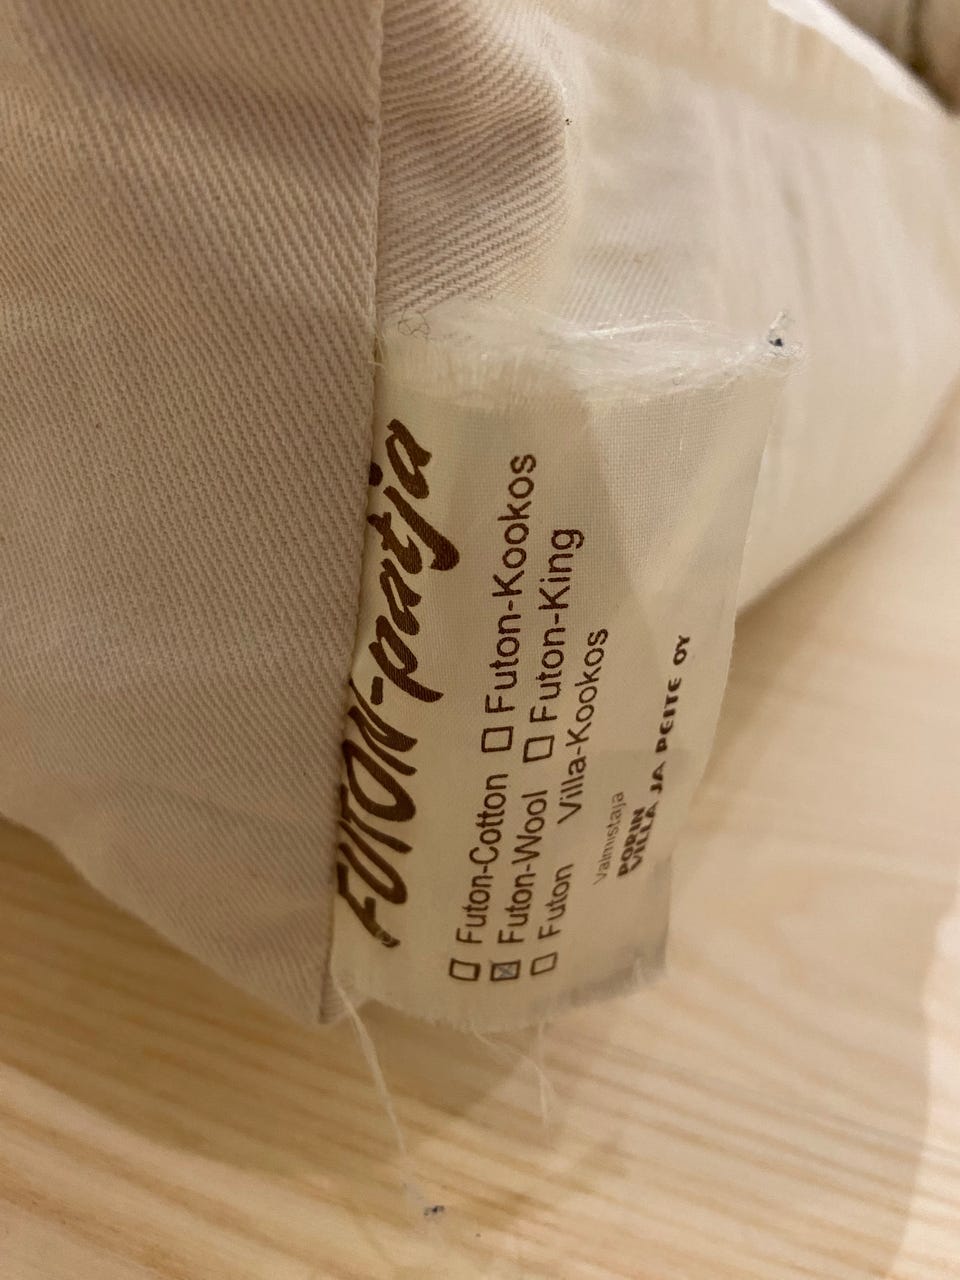 FUTON-patja
☐ Futon-Cotton ☐ Futon-Kookos
☒ Futon-Wool ☐ Futon-King
☐ Futon Villa-Kookos
Valmistaja
PORIN
VILLA JA PEITE OY